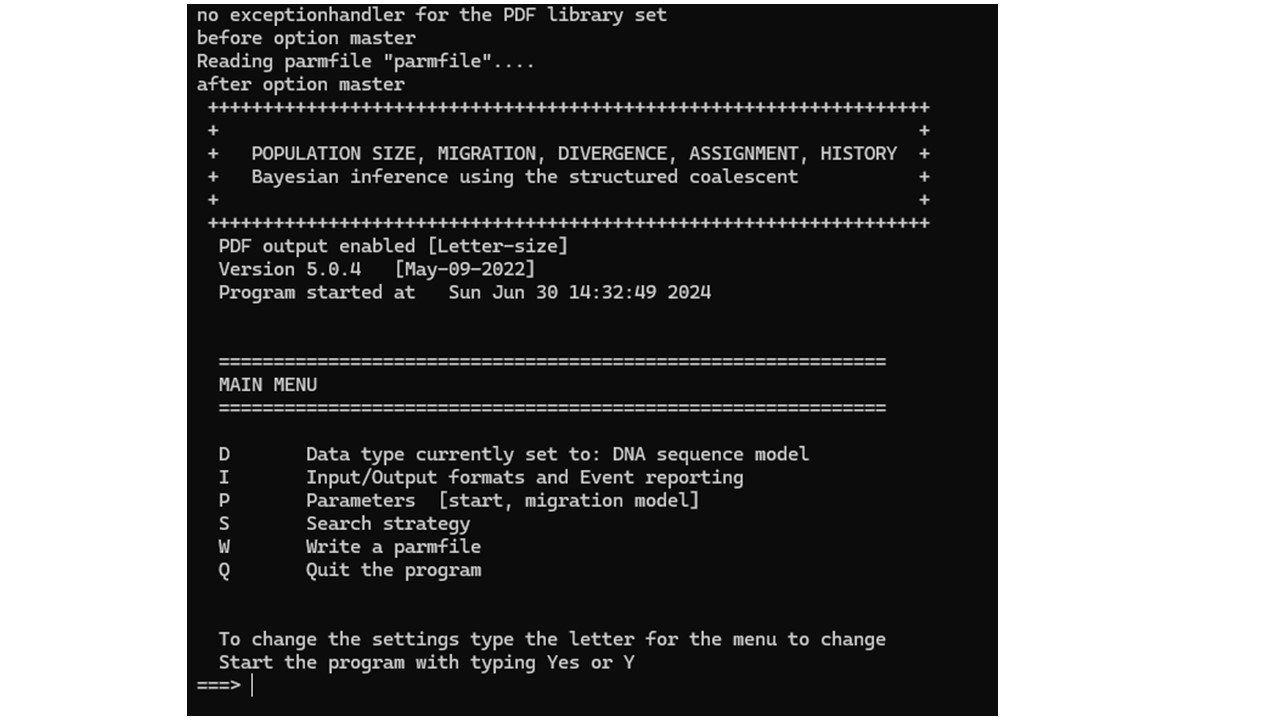 no exceptionhandler for the PDF library set
before option master
Reading parmfile "parmfile"....
after option master
++++++++++++++++++++++++++++++++++++++++++++++++++++++++++++++++++
+ +
+ POPULATION SIZE, MIGRATION, DIVERGENCE, ASSIGNMENT, HISTORY +
+ Bayesian inference using the structured coalescent +
+ +
++++++++++++++++++++++++++++++++++++++++++++++++++++++++++++++++++
PDF output enabled [Letter-size]
Version 5.0.4 [May-09-2022]
Program started at Sun Jun 30 14:32:49 2024
=============================================================
MAIN MENU
=============================================================
D Data type currently set to: DNA sequence model
I Input/Output formats and Event reporting
P Parameters [start, migration model]
S Search strategy
W Write a parmfile
Q Quit the program
To change the settings type the letter for the menu to change
Start the program with typing Yes or Y
===>